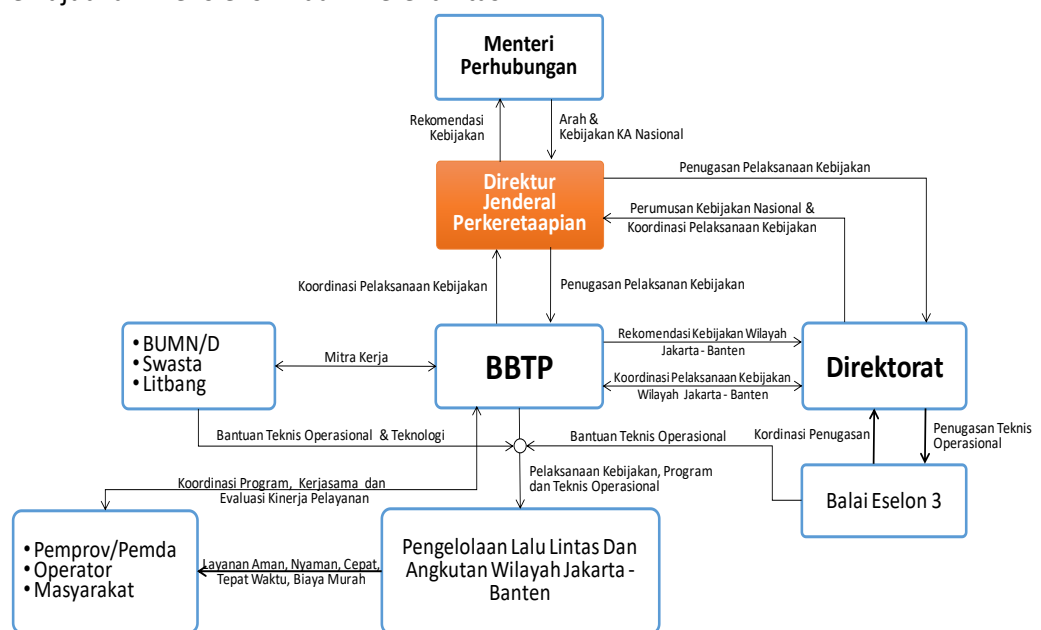 Menteri
Perhubungan
Rekomendasi
Kebijakan
Arah &
Kebijakan KA Nasional
Direktur
Jenderal
Perkeretaapian
Penugasan Pelaksanaan Kebijakan
Perumusan Kebijakan Nasional &
Koordinasi Pelaksanaan Kebijakan
Koordinasi Pelaksanaan Kebijakan
Penugasan Pelaksanan Kebijakan
• BUMN/D
• Swasta
• Litbang
Mitra Kerja
BBTP
Rekomendasi Kebijakan Wilayah
Jakarta - Banten
Koordinasi Pelaksanaan Kebijakan
Wilayah Jakarta - Banten
Direktorat
Bantuan Teknis Operasional & Teknologi
Bantuan Teknis Operasional
Kordinasi Penugasan
Penugasan Teknis
Operasional
Koordinasi Program, Kerjasama dan
Evaluasi Kinerja Pelayanan
Pelaksanaan Kebijakan, Program
dan Teknis Operasional
Balai Eselon 3
• Pemprov/Pemda
• Operator
• Masyarakat
Layanan Aman, Nyaman, Cepat,
Tepat Waktu, Biaya Murah
Pengelolaan Lalu Lintas Dan
Angkutan Wilayah Jakarta -
Banten